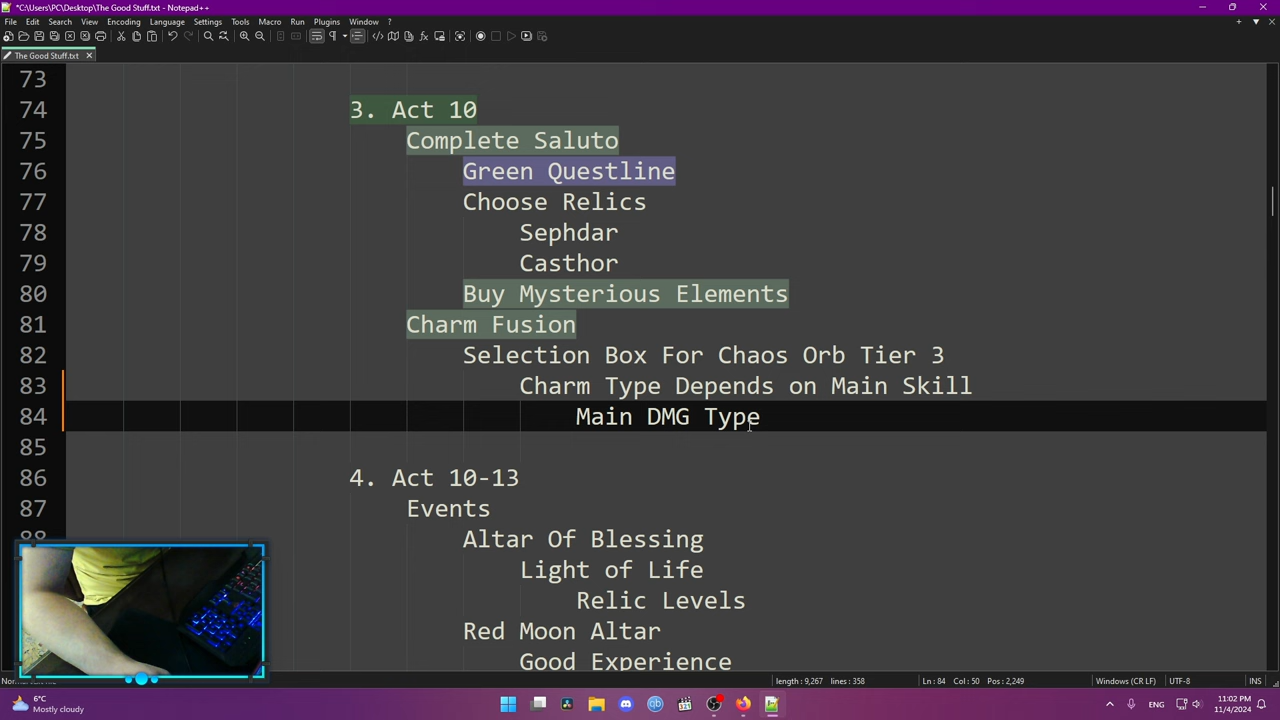 *C:\Users\PC\Desktop\The Good Stuff.txt - Notepad++
File Edit Search View Encoding Language Settings Tools Macro Run Plugins Window ?
The Good Stuff.txt
73
74 3. Act 10
75 Complete Saluto
76 Green Questline
77 Choose Relics
78 Sephdar
79 Casthor
80 Buy Mysterious Elements
81 Charm Fusion
82 Selection Box For Chaos Orb Tier 3
83 Charm Type Depends on Main Skill
84 Main DMG Type
85
86 4. Act 10-13
87 Events
88 Altar Of Blessing
Light of Life
Relic Levels
Red Moon Altar
Good Experience
length : 9,267 lines : 358 Ln : 84 Col : 50 Pos : 2,249 Windows (CR LF) UTF-8 INS
6°C
Mostly cloudy
ENG
11:02 PM
11/4/2024